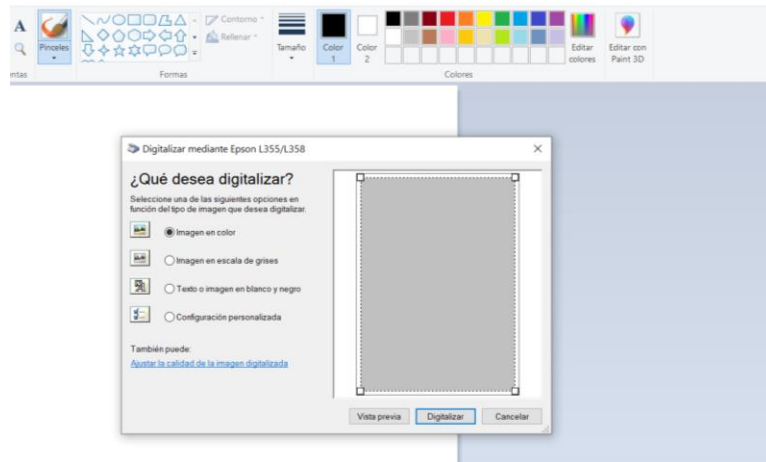 A
Pinceles
entas
Contorno
Rellenar
Formas
Tamaño
Color
1
Color
2
Colores
Editar
colores
Editar con
Paint 3D
Digitalizar mediante Epson L355/L358
¿Qué desea digitalizar?
Seleccione una de las siguientes opciones en
función del tipo de imagen que desea digitalizar.
Imagen en color
Imagen en escala de grises
Texto o imagen en blanco y negro
Configuración personalizada
También puede:
Ajustar la calidad de la imagen digitalizada
Vista previa
Digitalizar
Cancelar